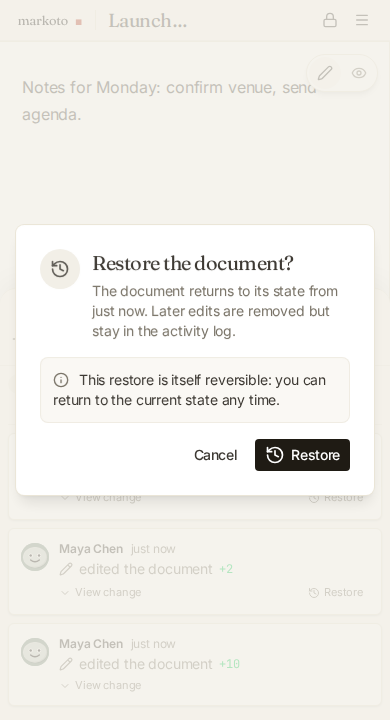 markoto
Launch...
Notes for Monday: confirm venue, send
agenda.
Restore the document?
The document returns to its state from
just now. Later edits are removed but
stay in the activity log.
This restore is itself reversible: you can
return to the current state any time.
Cancel
Restore
View change
Restore
Maya Chen just now
edited the document +2
View change
Restore
Maya Chen just now
edited the document +10
View change